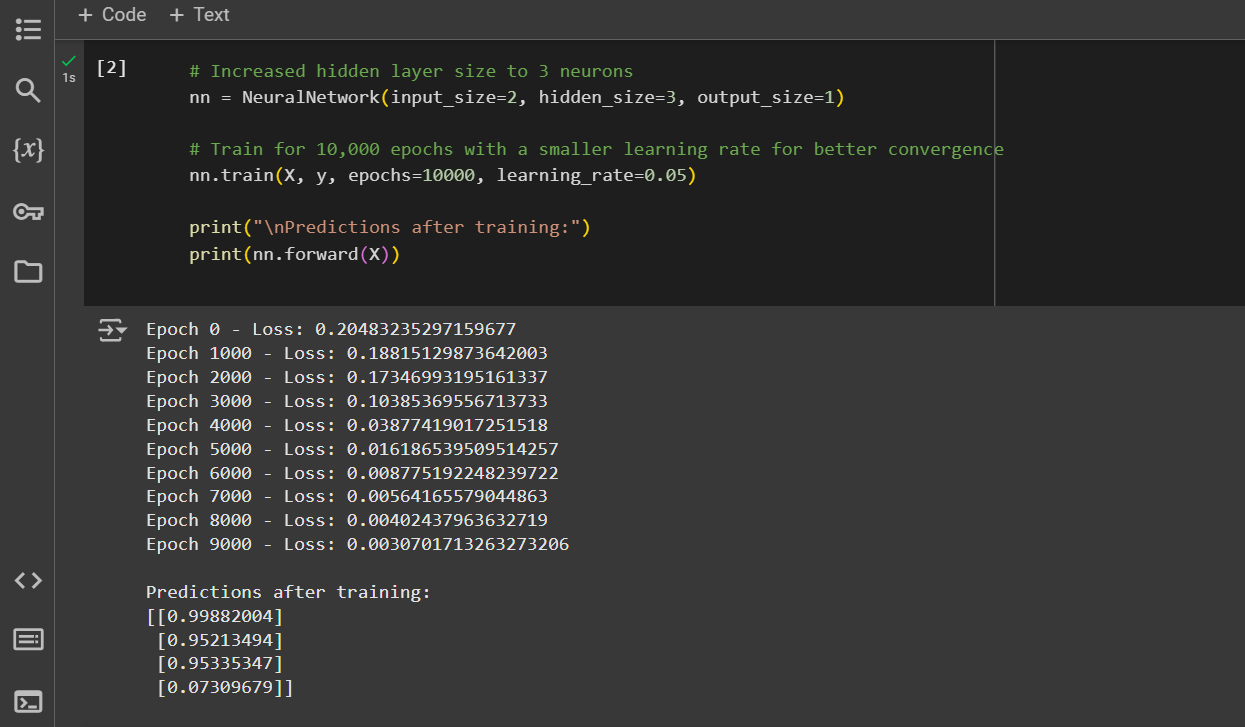 + Code + Text
[2]
1s
# Increased hidden layer size to 3 neurons
nn = NeuralNetwork(input_size=2, hidden_size=3, output_size=1)
# Train for 10,000 epochs with a smaller learning rate for better convergence
nn.train(X, y, epochs=10000, learning_rate=0.05)
print("\nPredictions after training:")
print(nn.forward(X))
{x}
Epoch 0 - Loss: 0.20483235297159677
Epoch 1000 - Loss: 0.18815129873642003
Epoch 2000 - Loss: 0.17346993195161337
Epoch 3000 - Loss: 0.10385369556713733
Epoch 4000 - Loss: 0.03877419017251518
Epoch 5000 - Loss: 0.016186539509514257
Epoch 6000 - Loss: 0.008775192248239722
Epoch 7000 - Loss: 0.00564165579044863
Epoch 8000 - Loss: 0.00402437963632719
Epoch 9000 - Loss: 0.0030701713263273206
Predictions after training:
[[0.99882004]
[0.95213494]
[0.95335347]
[0.07309679]]